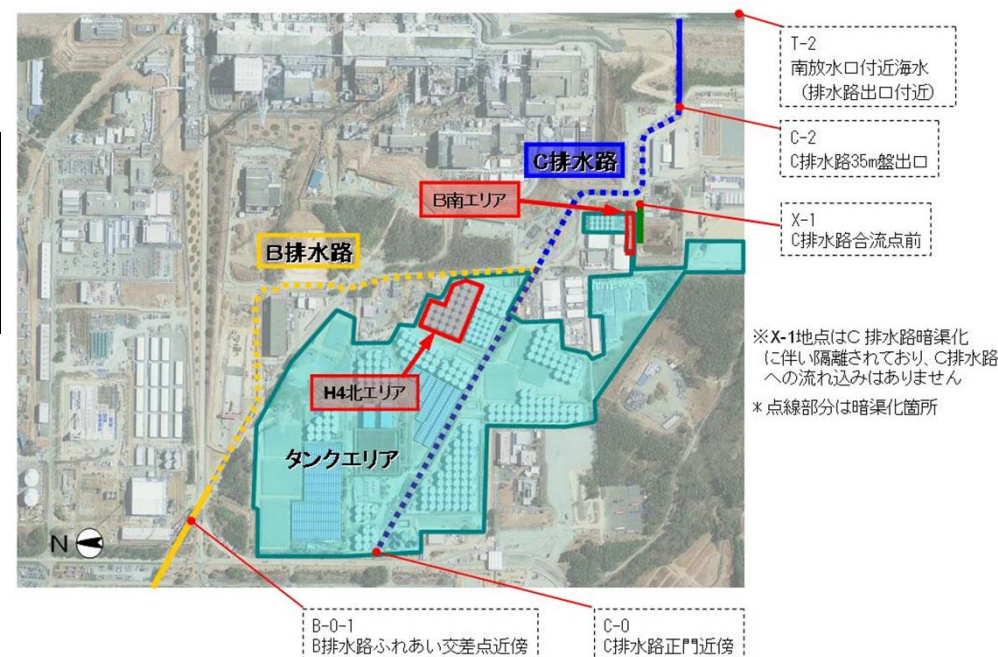 T-2
南放水口付近海水
(排水路出口付近)
C-2
C排水路35m盤出口
C排水路
B南エリア
X-1
C排水路合流点前
B排水路
※X-1地点はC 排水路暗渠化
に伴い隔離されており、C排水路
への流れ込みはありません
＊点線部分は暗渠化箇所
H4北エリア
タンクエリア
N
B-0-1
B排水路ふれあい交差点近傍
C-0
C排水路正門近傍